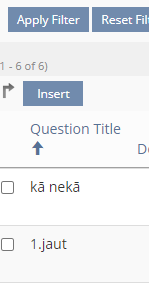 Apply Filter Reset Filt
1 - 6 of 6)
Insert
Question Title
De
kā nekā
1.jaut